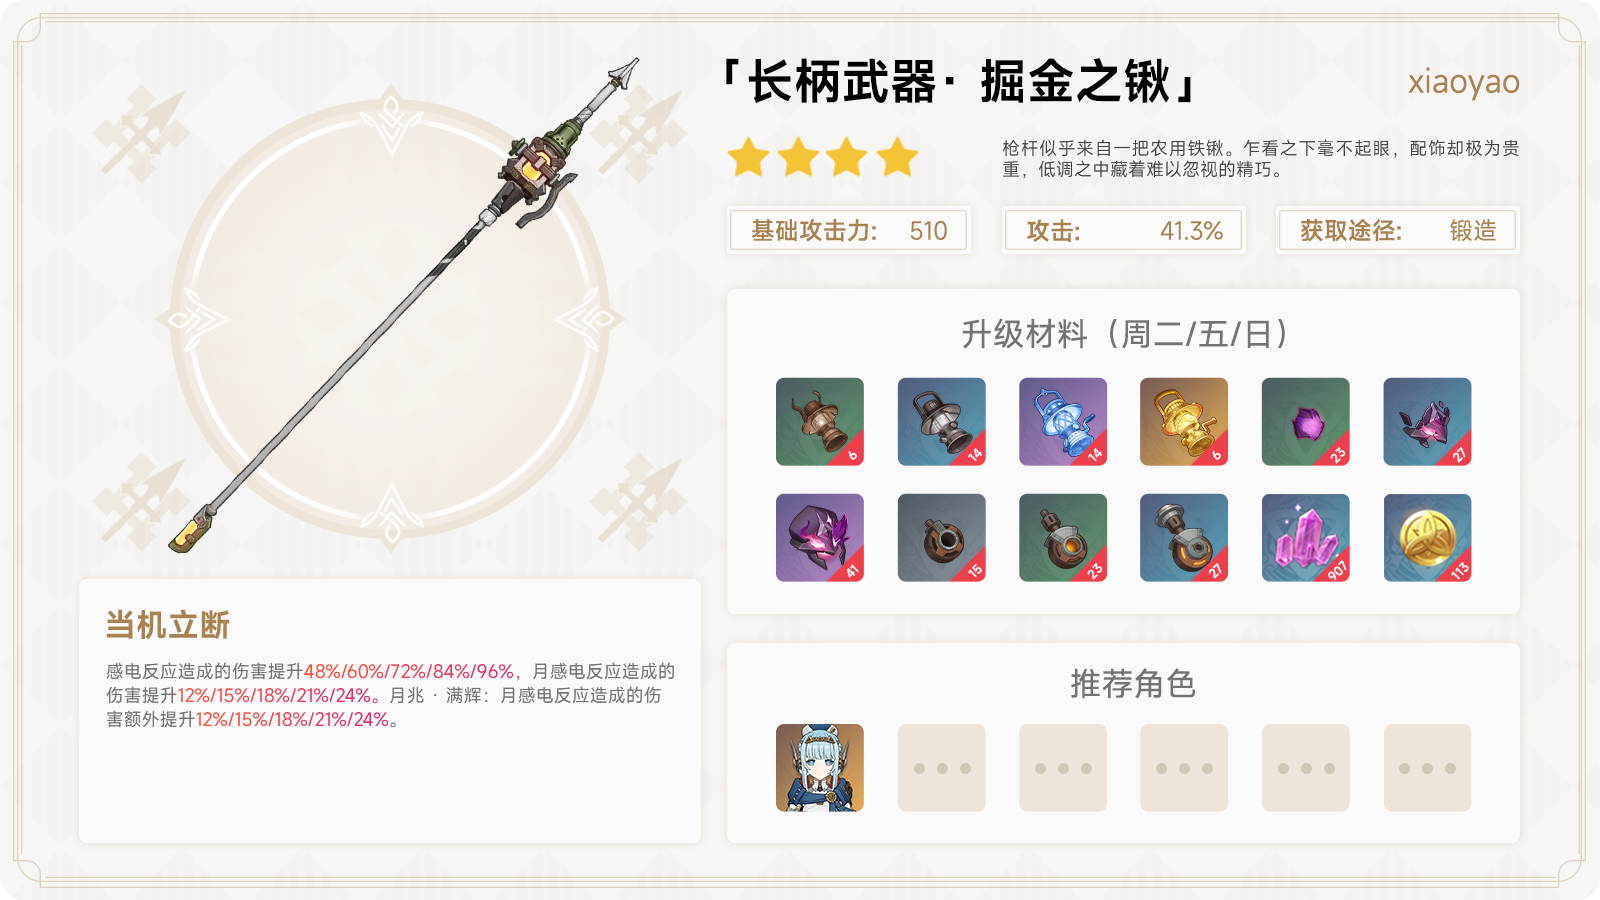 「长柄武器· 掘金之锹」
xiaoyao
枪杆似乎来自一把农用铁锹。乍看之下毫不起眼，配饰却极为贵
重，低调之中藏着难以忽视的精巧。
基础攻击力: 510
攻击: 41.3%
获取途径: 锻造
升级材料（周二/五/日）
6 14 14 6 23 27
41 15 23 27 907 113
当机立断
感电反应造成的伤害提升48%/60%/72%/84%/96%，月感电反应造成的
伤害提升12%/15%/18%/21%/24%。月兆 · 满辉：月感电反应造成的伤
害额外提升12%/15%/18%/21%/24%。
推荐角色